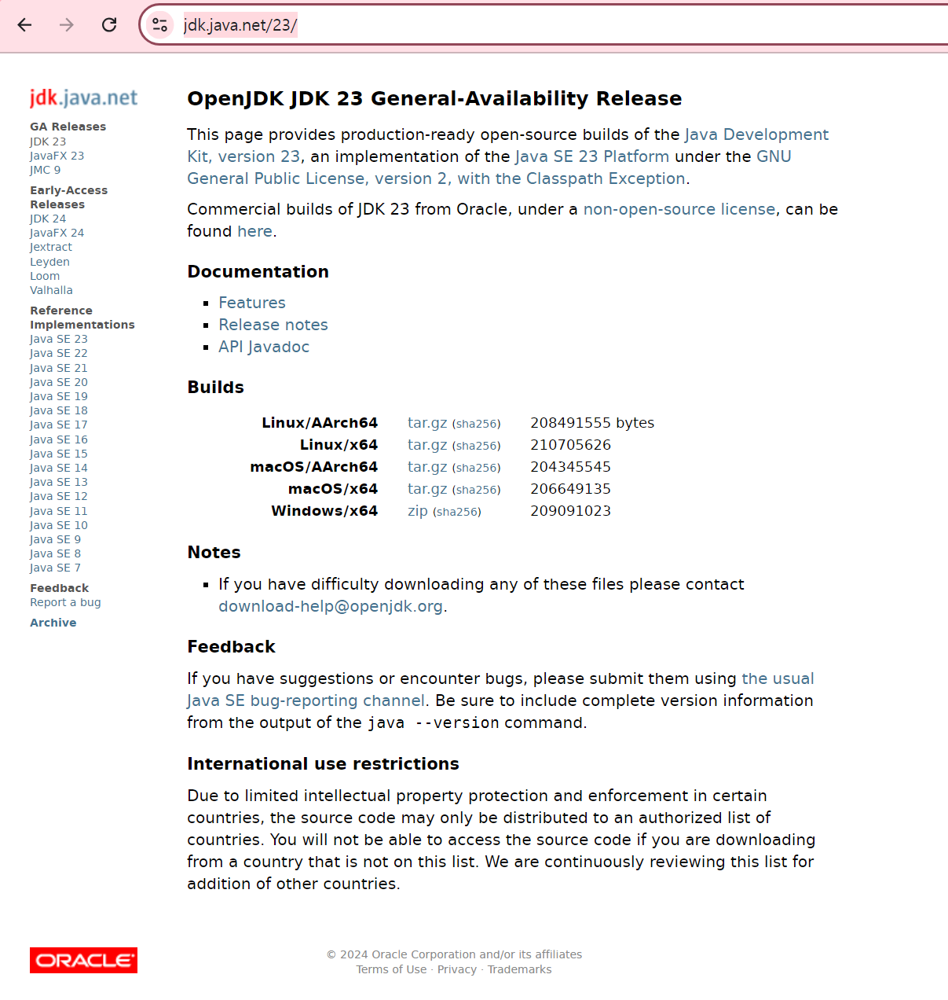 jdk.java.net/23/
jdk.java.net
GA Releases
JDK 23
JavaFX 23
JMC 9
Early-Access
Releases
JDK 24
JavaFX 24
Jextract
Leyden
Loom
Valhalla
Reference
Implementations
Java SE 23
Java SE 22
Java SE 21
Java SE 20
Java SE 19
Java SE 18
Java SE 17
Java SE 16
Java SE 15
Java SE 14
Java SE 13
Java SE 12
Java SE 11
Java SE 10
Java SE 9
Java SE 8
Java SE 7
Feedback
Report a bug
Archive
OpenJDK JDK 23 General-Availability Release
This page provides production-ready open-source builds of the Java Development
Kit, version 23, an implementation of the Java SE 23 Platform under the GNU
General Public License, version 2, with the Classpath Exception.
Commercial builds of JDK 23 from Oracle, under a non-open-source license, can be
found here.
Documentation
Features
Release notes
API Javadoc
Builds
Linux/AArch64 tar.gz (sha256) 208491555 bytes
Linux/x64 tar.gz (sha256) 210705626
macOS/AArch64 tar.gz (sha256) 204345545
macOS/x64 tar.gz (sha256) 206649135
Windows/x64 zip (sha256) 209091023
Notes
If you have difficulty downloading any of these files please contact
download-help@openjdk.org.
Feedback
If you have suggestions or encounter bugs, please submit them using the usual
Java SE bug-reporting channel. Be sure to include complete version information
from the output of the java --version command.
International use restrictions
Due to limited intellectual property protection and enforcement in certain
countries, the source code may only be distributed to an authorized list of
countries. You will not be able to access the source code if you are downloading
from a country that is not on this list. We are continuously reviewing this list for
addition of other countries.
ORACLE
© 2024 Oracle Corporation and/or its affiliates
Terms of Use · Privacy · Trademarks